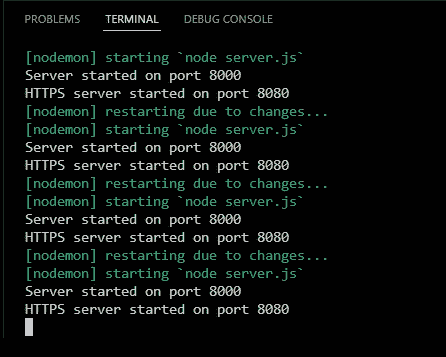 PROBLEMS TERMINAL DEBUG CONSOLE
[nodemon] starting `node server.js`
Server started on port 8000
HTTPS server started on port 8080
[nodemon] restarting due to changes...
[nodemon] starting `node server.js`
Server started on port 8000
HTTPS server started on port 8080
[nodemon] restarting due to changes...
[nodemon] starting `node server.js`
Server started on port 8000
HTTPS server started on port 8080
[nodemon] restarting due to changes...
[nodemon] starting `node server.js`
Server started on port 8000
HTTPS server started on port 8080